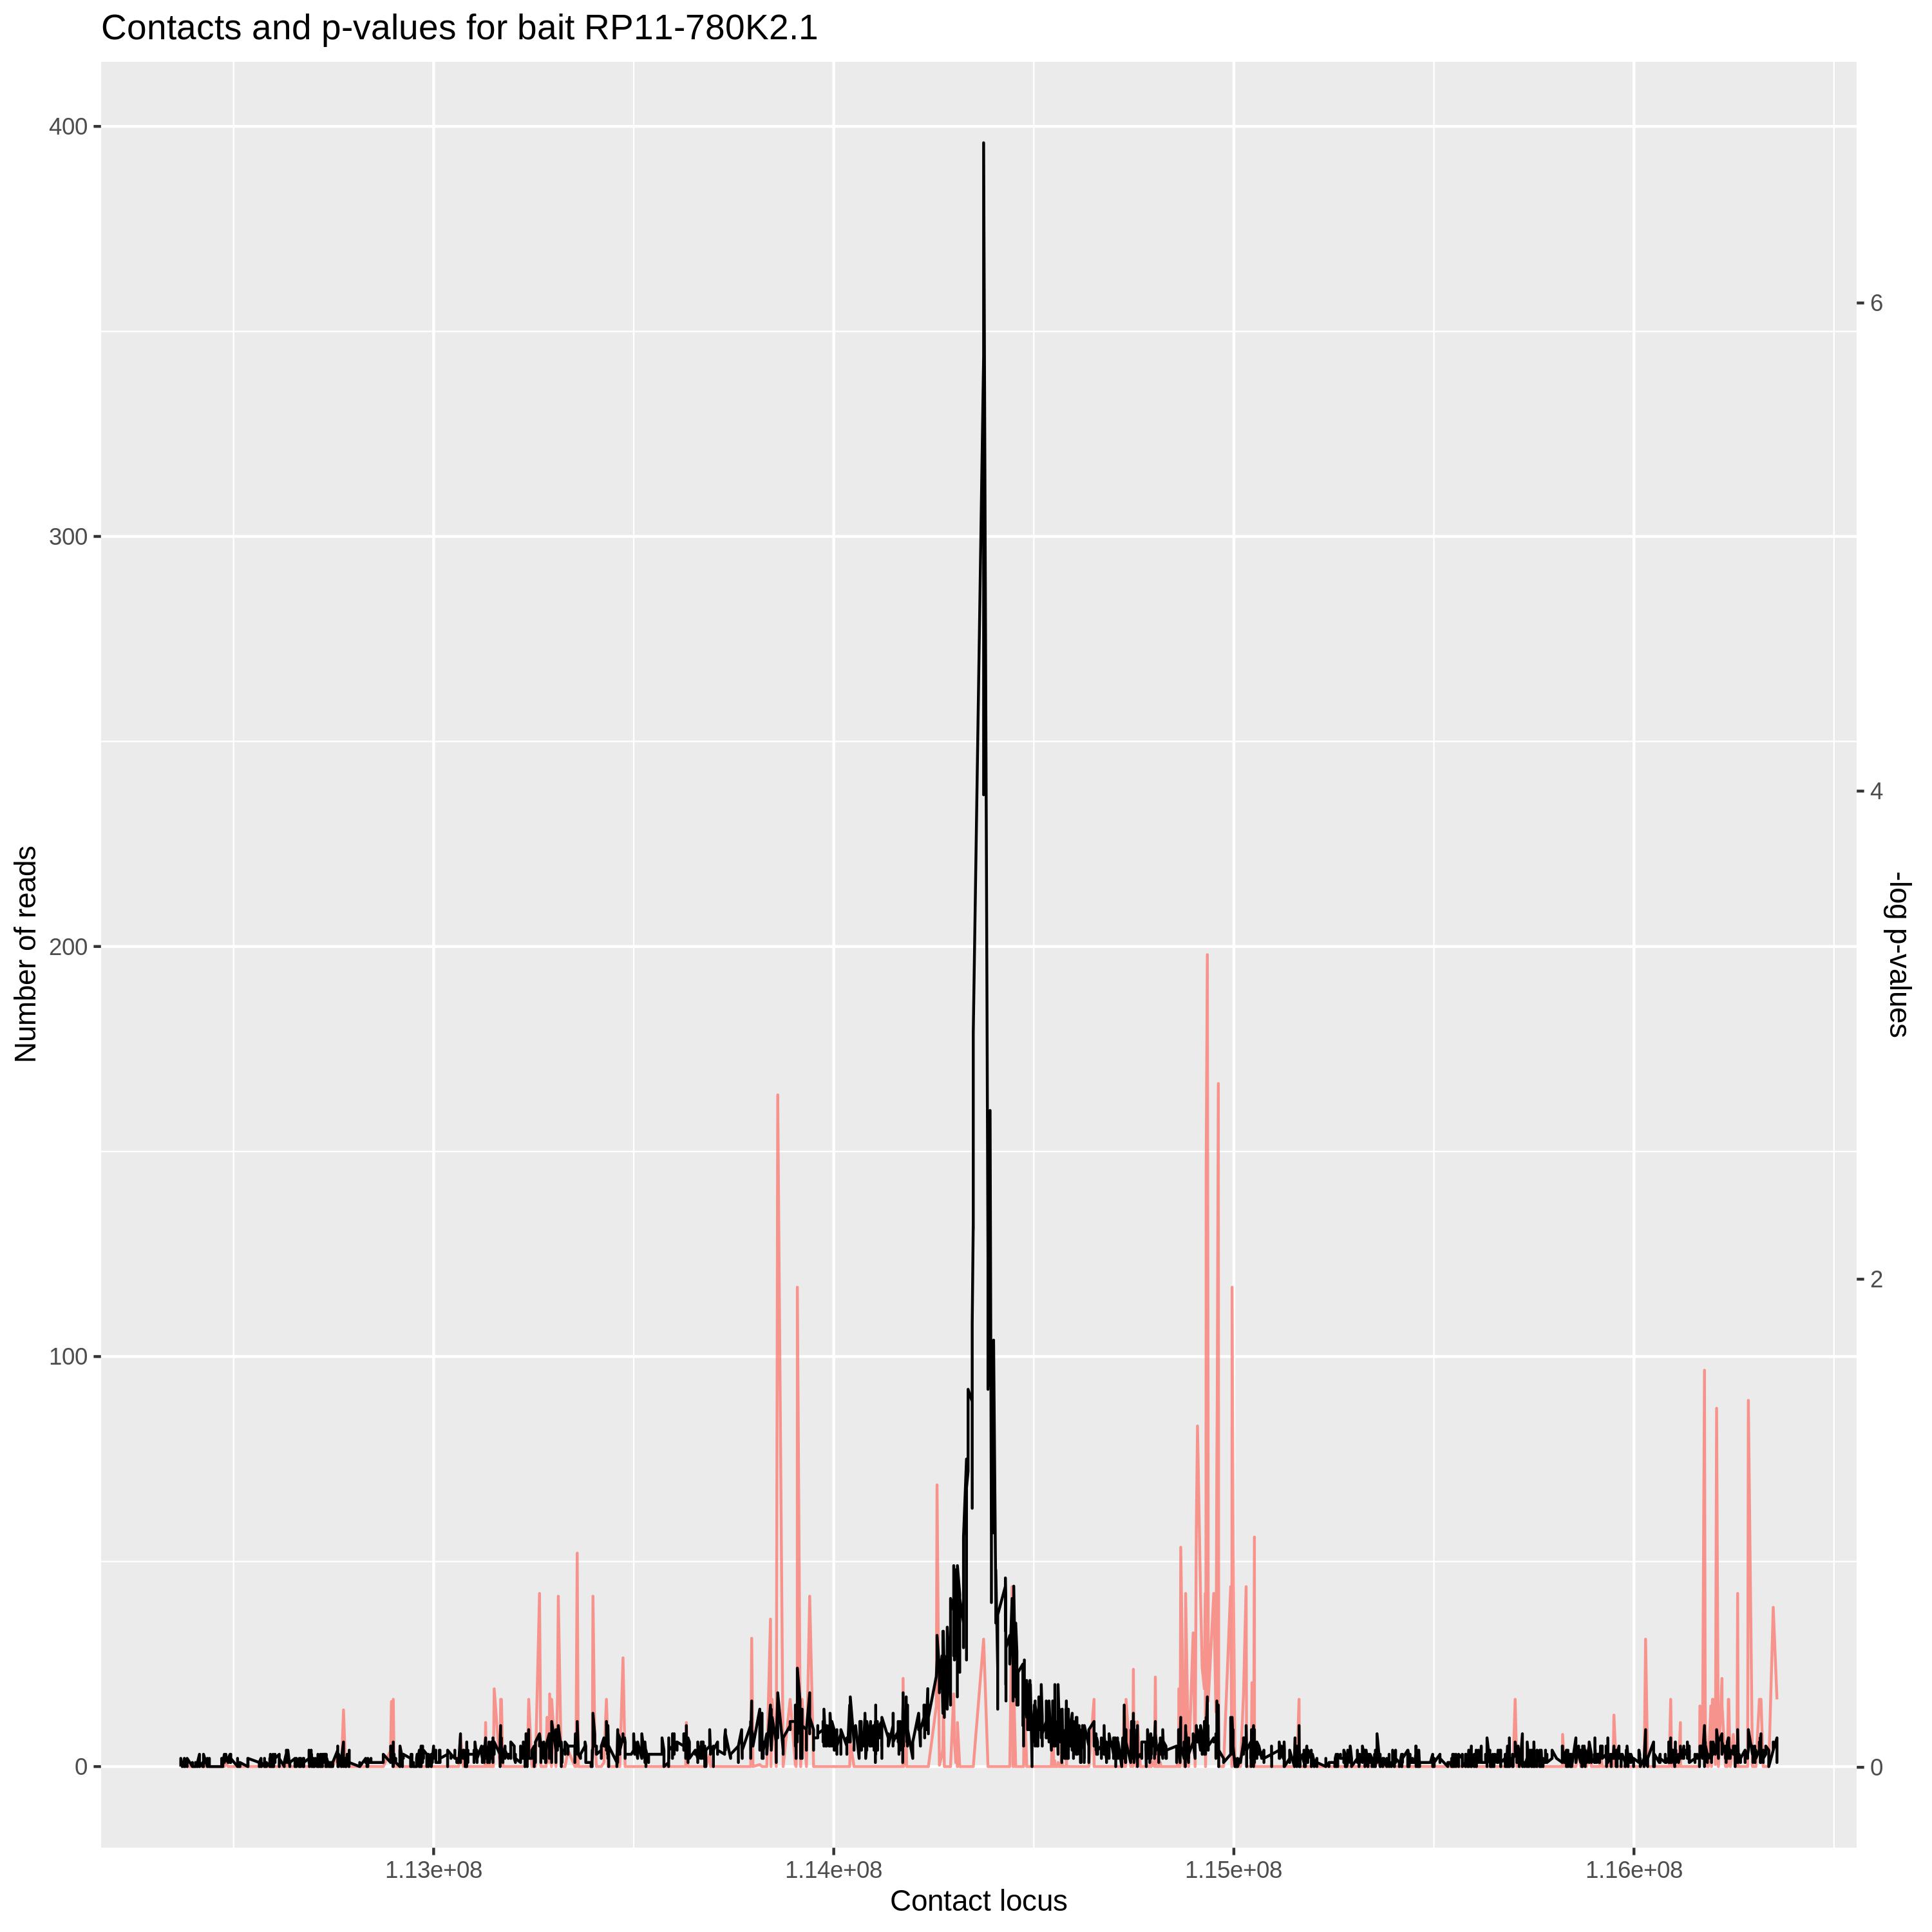 Contacts and p-values for bait RP11-780K2.1
400
300
200
100
0
Number of reads
6
4
2
0
-log p-values
1.13e+08
1.14e+08
1.15e+08
1.16e+08
Contact locus